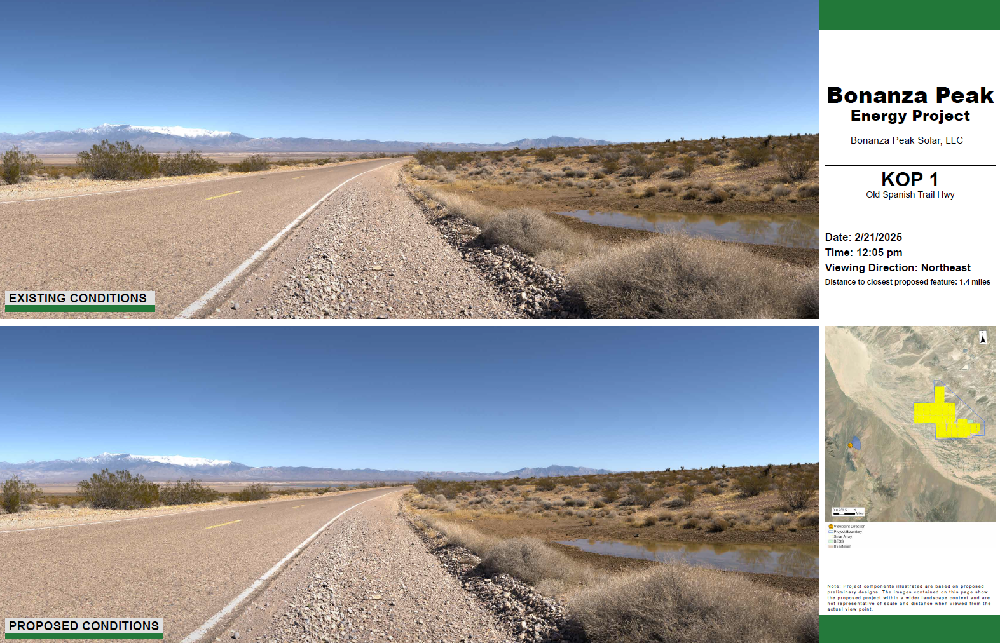 Bonanza Peak
Energy Project
Bonanza Peak Solar, LLC
KOP 1
Old Spanish Trail Hwy
Date: 2/21/2025
Time: 12:05 pm
Viewing Direction: Northeast
Distance to closest proposed feature: 1.4 miles
EXISTING CONDITIONS
PROPOSED CONDITIONS
N
0 0.250.5 1
Miles
Viewpoint Direction
Project Boundary
Solar Array
BESS
Substation
Note: Project components illustrated are based on proposed
preliminary designs. The images contained on this page show
the proposed project within a wider landscape context and are
not representative of scale and distance when viewed from the
actual view point.